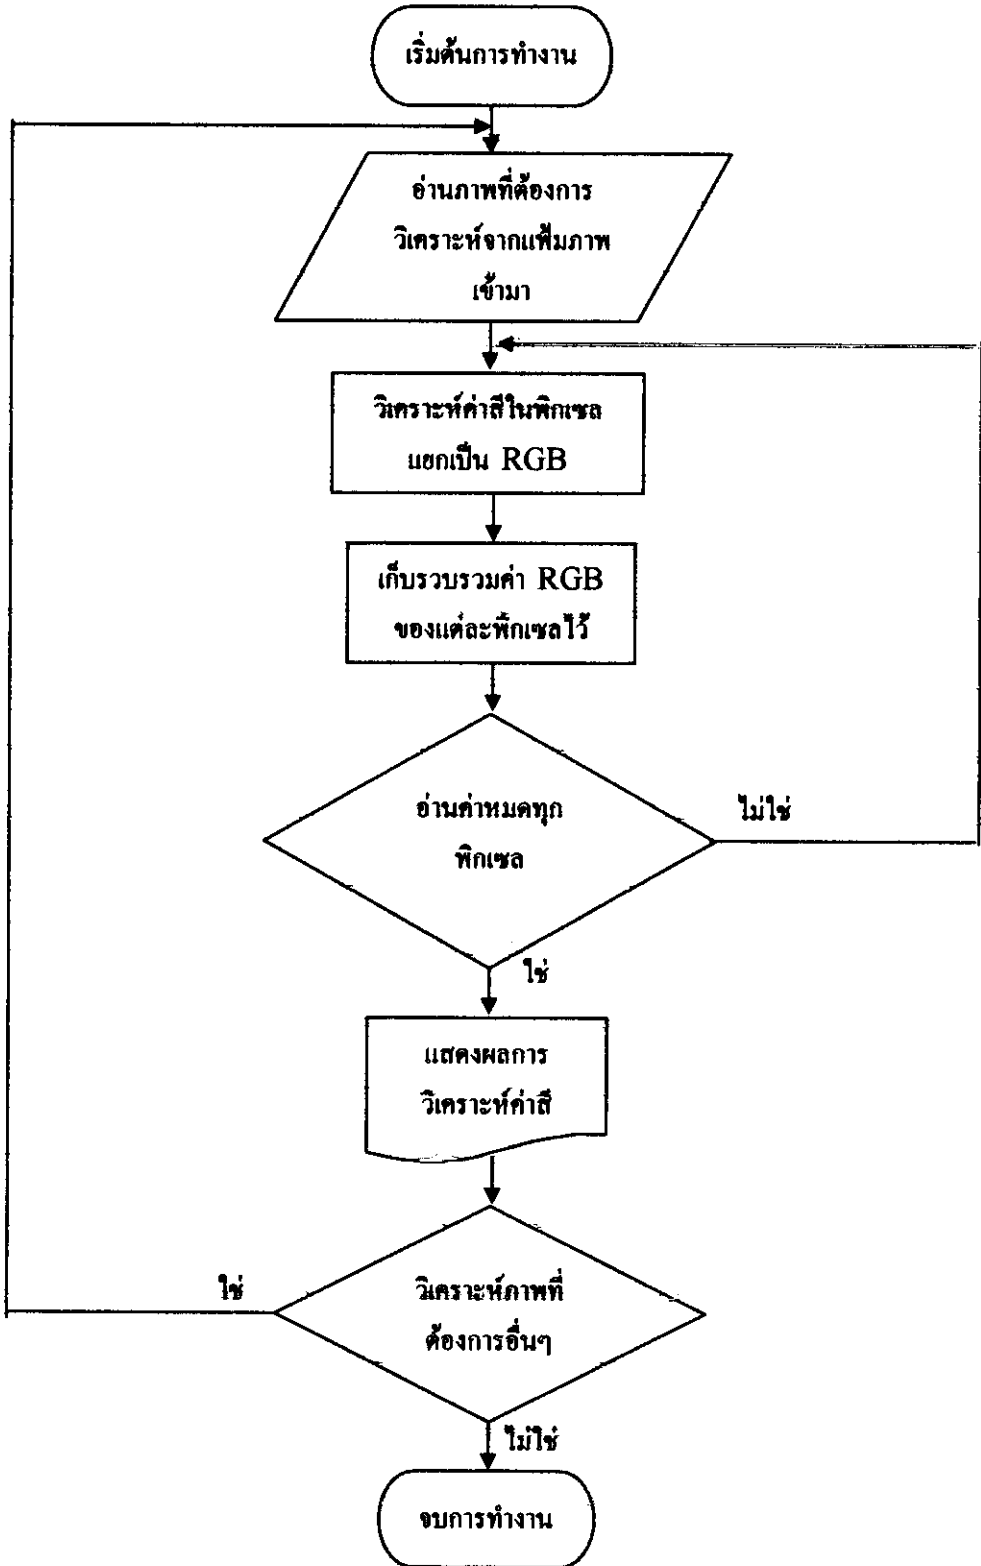 เริ่มต้นการทำงาน
อ่านภาพที่ต้องการ
วิเคราะห์จากแฟ้มภาพ
เข้ามา
วิเคราะห์ค่าสีในพิกเซล
แยกเป็น RGB
เก็บรวบรวมค่า RGB
ของแต่ละพิกเซลไว้
อ่านค่าหมดทุก
พิกเซล
ไม่ใช่
ใช่
แสดงผลการ
วิเคราะห์ค่าสี
ใช่
วิเคราะห์ภาพที่
ต้องการอื่นๆ
ไม่ใช่
จบการทำงาน